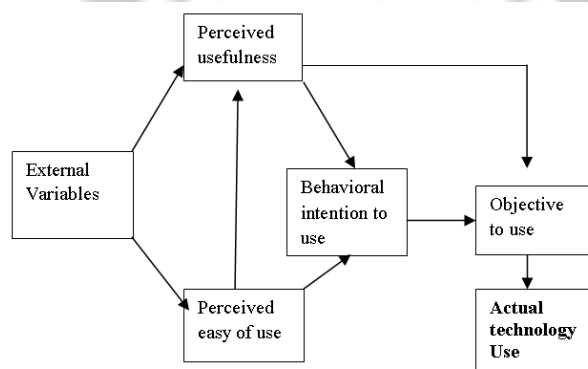 Perceived
usefulness
External
Variables
Behavioral
intention to
use
Objective
to use
Perceived
easy of use
Actual
technology
Use